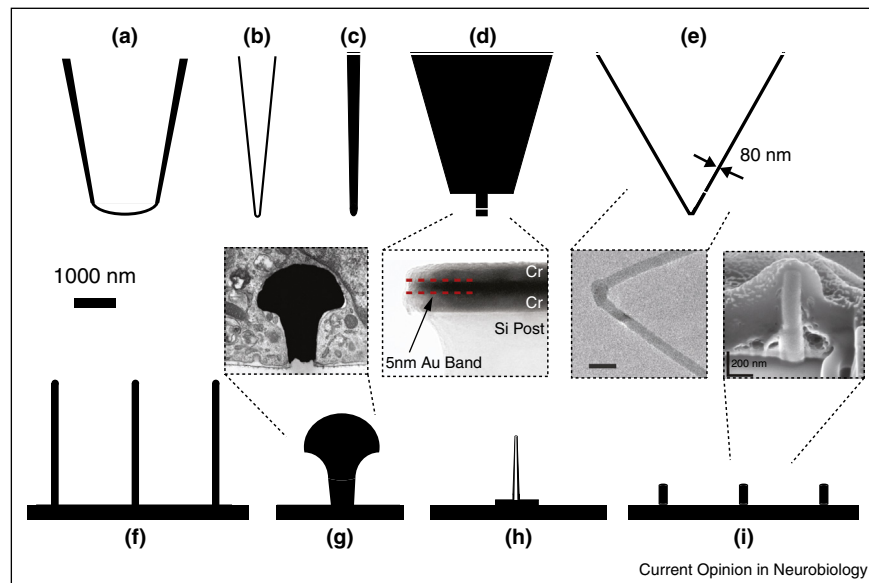 (a)
(b)
(c)
(d)
(e)
80 nm
1000 nm
Cr
Cr
Si Post
5nm Au Band
200 nm
(f)
(g)
(h)
(i)
Current Opinion in Neurobiology